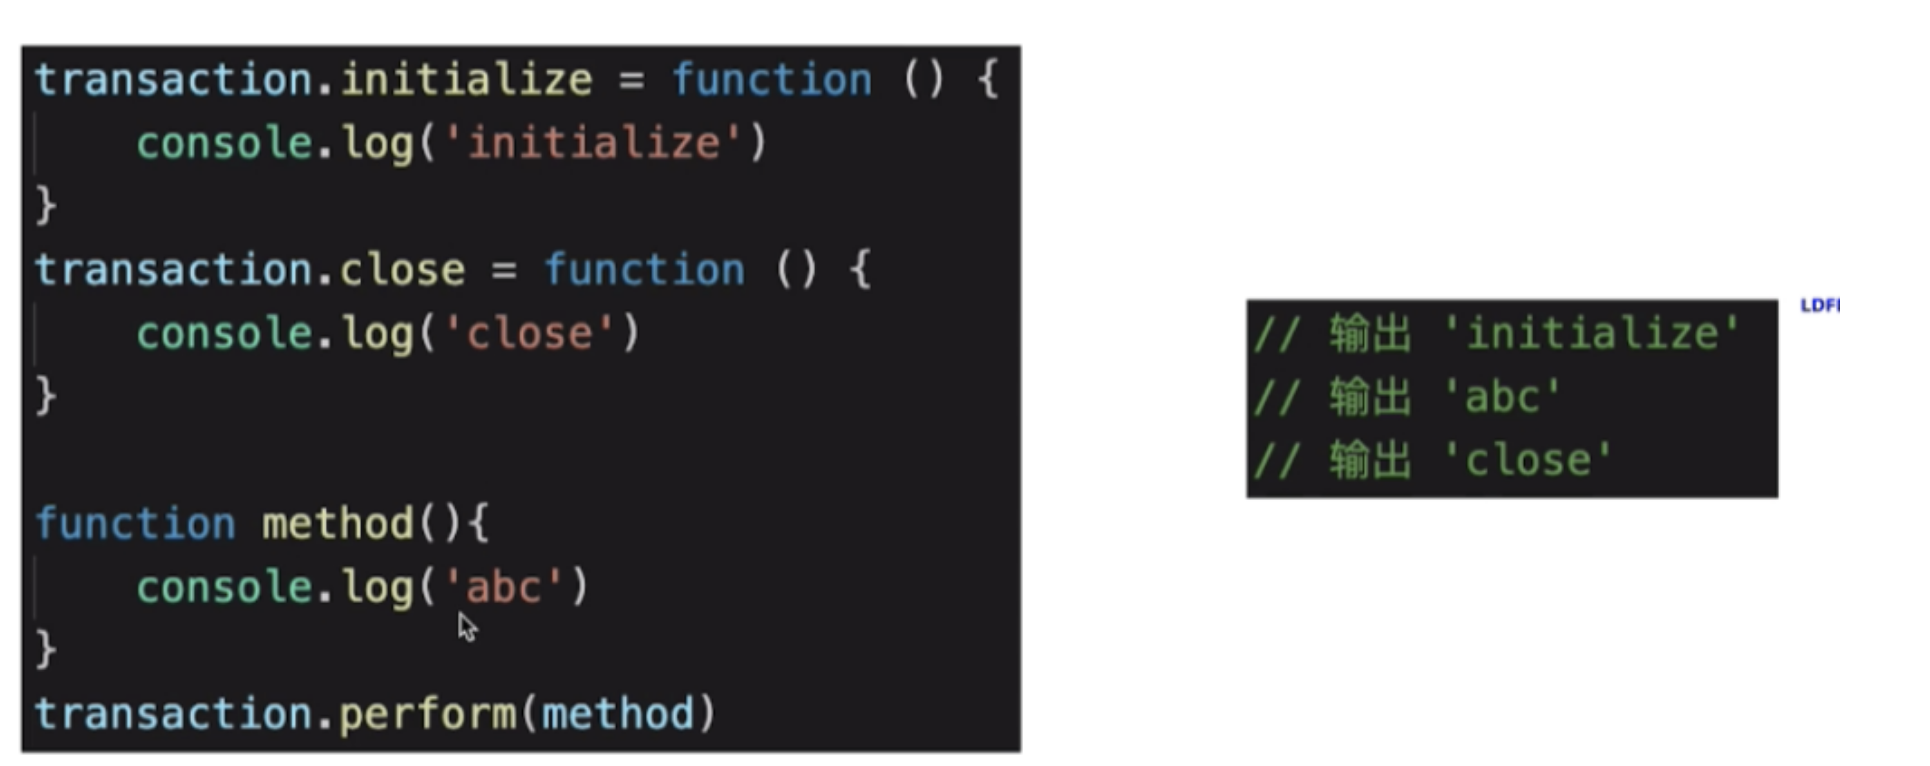 transaction.initialize = function () {
    console.log('initialize')
}
transaction.close = function () {
    console.log('close')
}
function method(){
    console.log('abc')
}
transaction.perform(method)
// 输出 'initialize'
// 输出 'abc'
// 输出 'close'